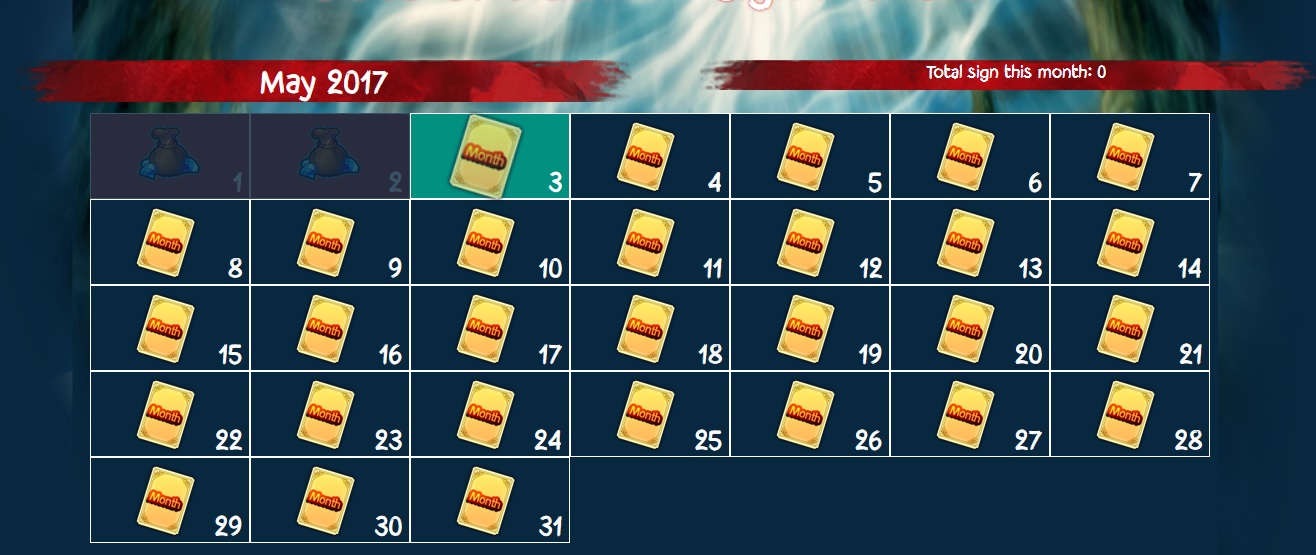 May 2017
Total sign this month: 0
1 2 Month 3 Month 4 Month 5 Month 6 Month 7
Month 8 Month 9 Month 10 Month 11 Month 12 Month 13 Month 14
Month 15 Month 16 Month 17 Month 18 Month 19 Month 20 Month 21
Month 22 Month 23 Month 24 Month 25 Month 26 Month 27 Month 28
Month 29 Month 30 Month 31